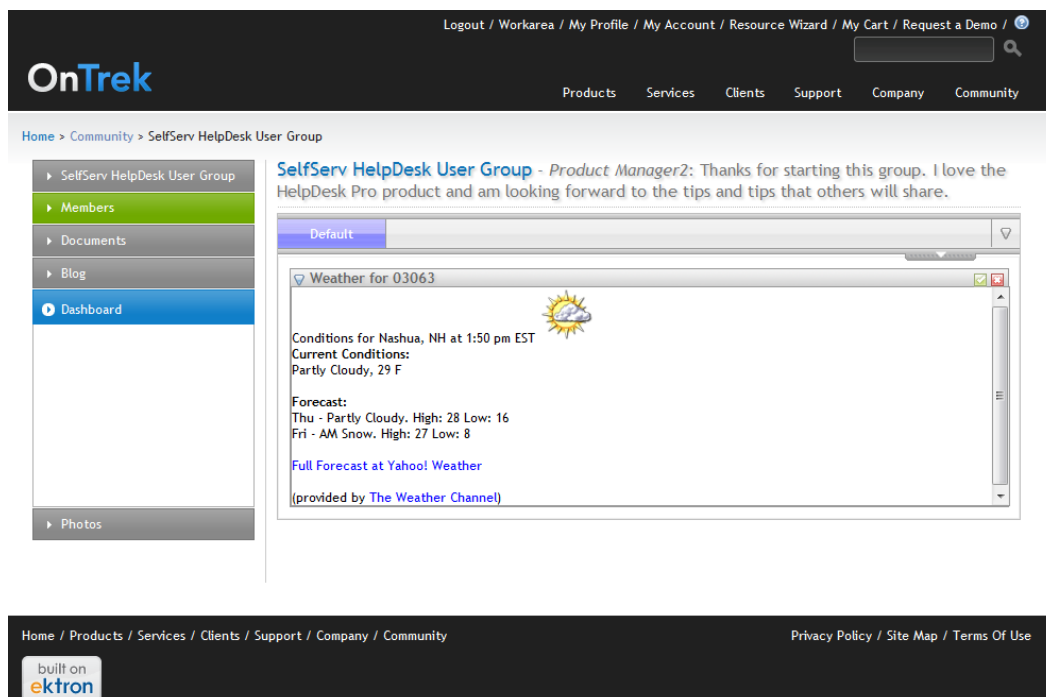 Logout / Workarea / My Profile / My Account / Resource Wizard / My Cart / Request a Demo /
OnTrek
Products Services Clients Support Company Community
Home > Community > SelfServ HelpDesk User Group
SelfServ HelpDesk User Group
Members
Documents
Blog
Dashboard
Photos
SelfServ HelpDesk User Group - Product Manager2: Thanks for starting this group. I love the
HelpDesk Pro product and am looking forward to the tips and tips that others will share.
Default
Weather for 03063
Conditions for Nashua, NH at 1:50 pm EST
Current Conditions:
Partly Cloudy, 29 F
Forecast:
Thu - Partly Cloudy. High: 28 Low: 16
Fri - AM Snow. High: 27 Low: 8
Full Forecast at Yahoo! Weather
(provided by The Weather Channel)
Home / Products / Services / Clients / Support / Company / Community
Privacy Policy / Site Map / Terms Of Use
built on
ektron